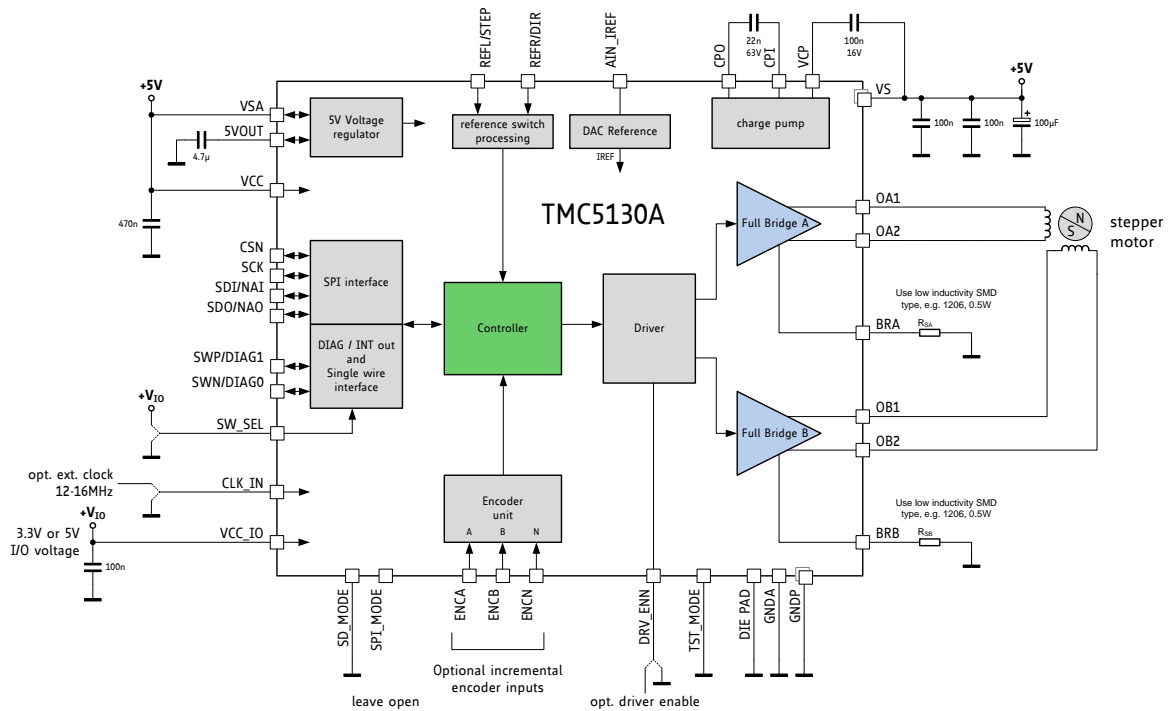 REFL/STEP
REFR/DIR
AIN_IREF
CPO
22n
63V
CPI
VCP
100n
16V
+5V
VS
100n
100n
+
100µF
+5V
VSA
5VOUT
4.7µ
VCC
470n
5V Voltage
regulator
reference switch
processing
DAC Reference
IREF
charge pump
TMC5130A
CSN
SCK
SDI/NAI
SDO/NAO
SPI interface
DIAG / INT out
and
Single wire
interface
SWP/DIAG1
SWN/DIAG0
+VIO
SW_SEL
opt. ext. clock
12-16MHz
CLK_IN
+VIO
3.3V or 5V
I/O voltage
VCC_IO
100n
Controller
Driver
Encoder
unit
A B N
Full Bridge A
Full Bridge B
OA1
OA2
N
S
stepper
motor
Use low inductivity SMD
type, e.g. 1206, 0.5W
BRA
RSA
OB1
OB2
Use low inductivity SMD
type, e.g. 1206, 0.5W
BRB
RSB
SD_MODE
SPI_MODE
ENCA
ENCB
ENCN
DRV_ENN
TST_MODE
DIE PAD
GNDA
GNDP
Optional incremental
encoder inputs
leave open
opt. driver enable